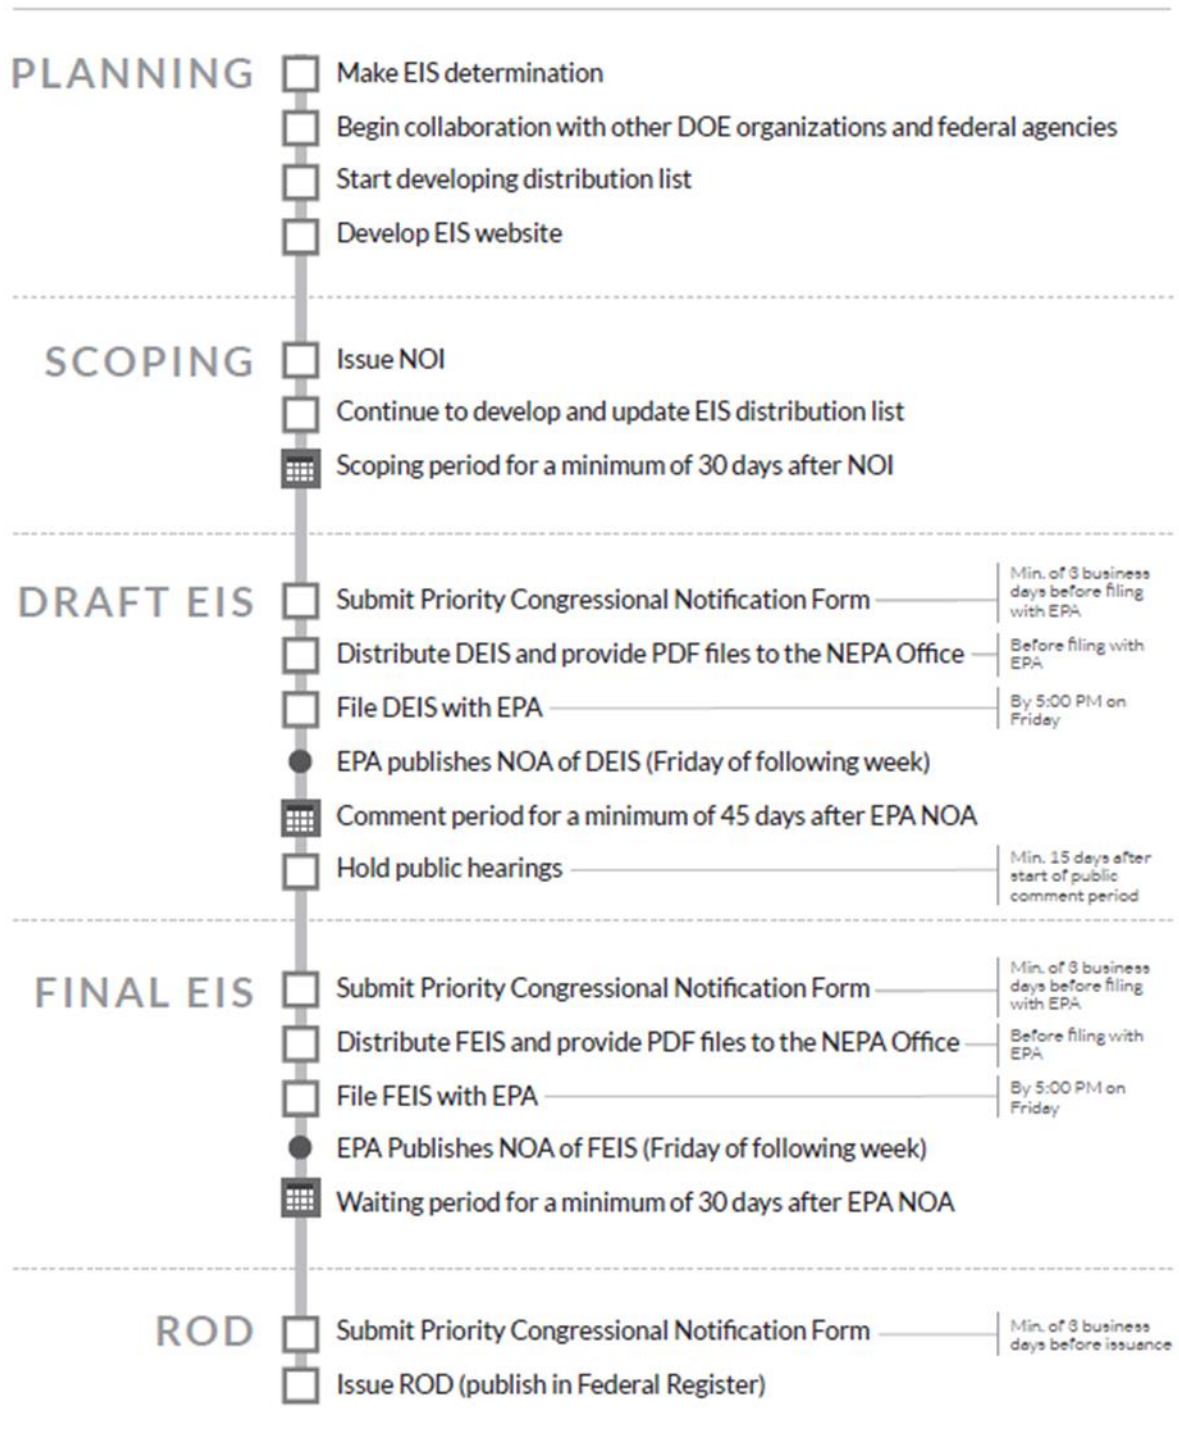 PLANNING
Make EIS determination
Begin collaboration with other DOE organizations and federal agencies
Start developing distribution list
Develop EIS website
SCOPING
Issue NOI
Continue to develop and update EIS distribution list
Scoping period for a minimum of 30 days after NOI
DRAFT EIS
Submit Priority Congressional Notification Form
Min. of 3 business
days before filing
with EPA
Distribute DEIS and provide PDF files to the NEPA Office
Before filing with
EPA
File DEIS with EPA
By 5:00 PM on
Friday
EPA publishes NOA of DEIS (Friday of following week)
Comment period for a minimum of 45 days after EPA NOA
Hold public hearings
Min. 15 days after
start of public
comment period
FINAL EIS
Submit Priority Congressional Notification Form
Min. of 3 business
days before filing
with EPA
Distribute FEIS and provide PDF files to the NEPA Office
Before filing with
EPA
File FEIS with EPA
By 5:00 PM on
Friday
EPA Publishes NOA of FEIS (Friday of following week)
Waiting period for a minimum of 30 days after EPA NOA
ROD
Submit Priority Congressional Notification Form
Min. of 3 business
days before issuance
Issue ROD (publish in Federal Register)